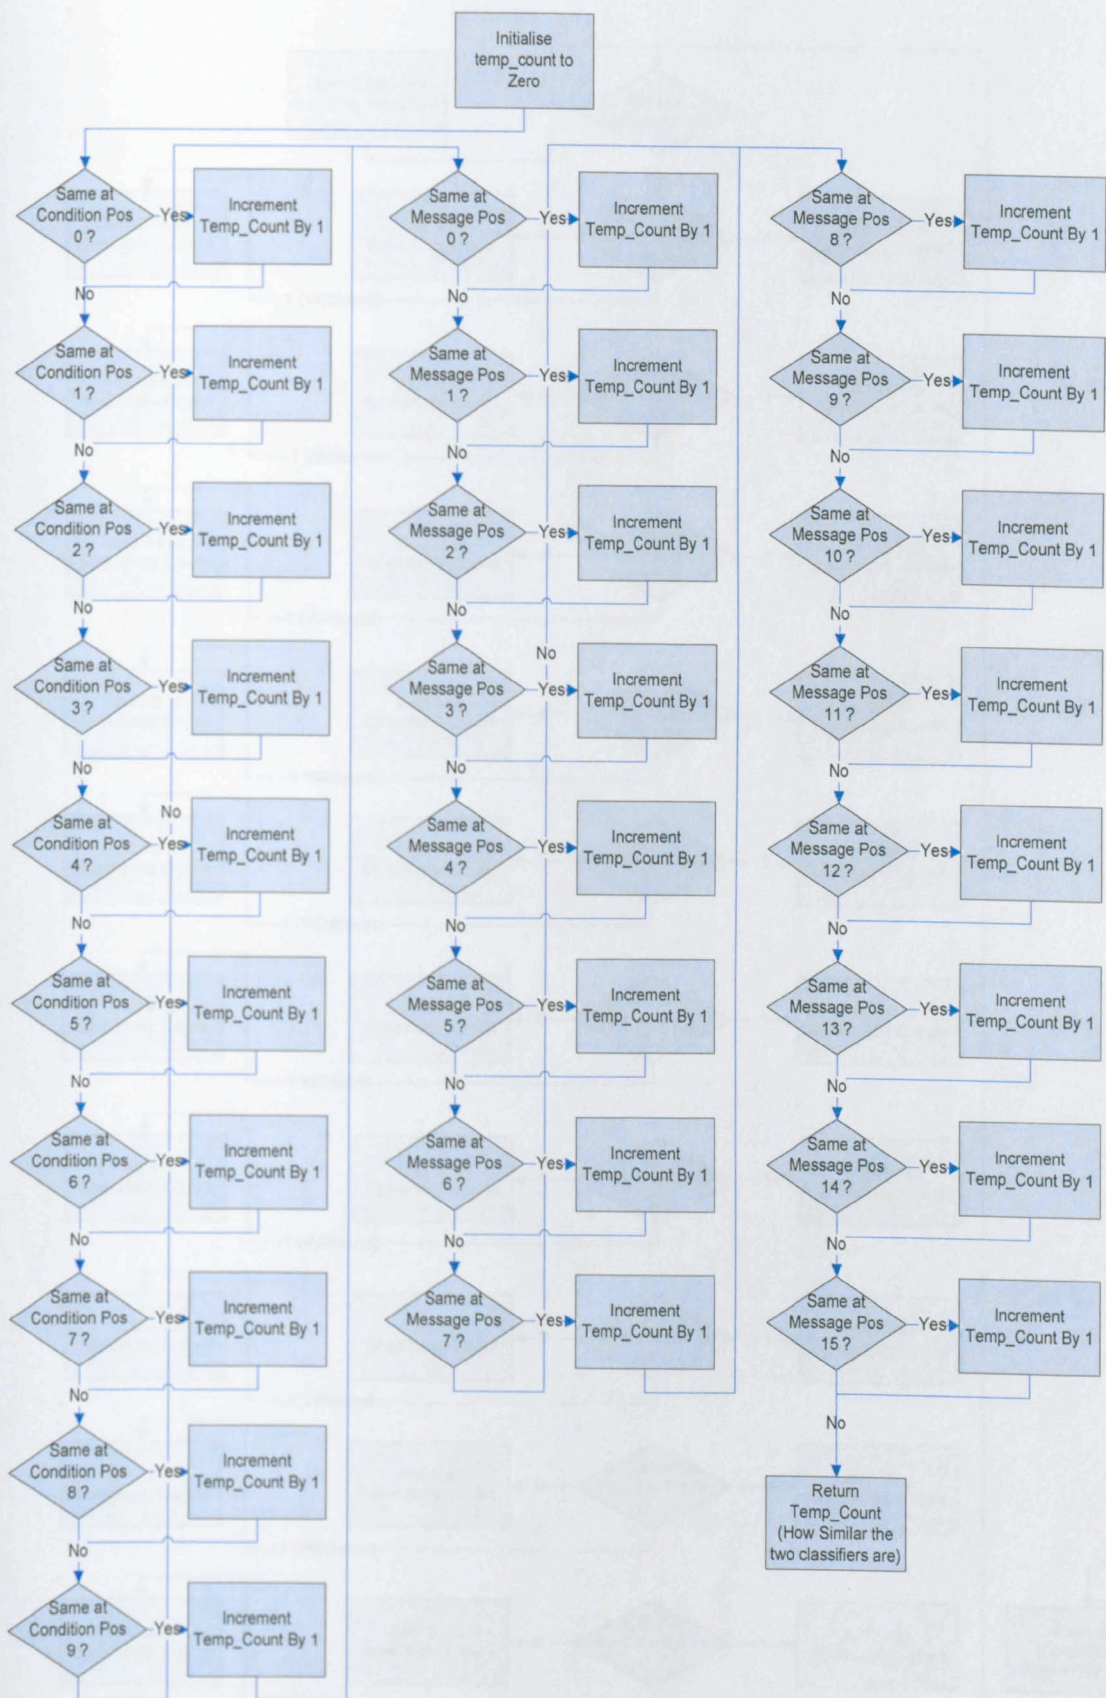 Initialise
temp_count to
Zero
Same at
Condition Pos
0 ?
Yes
Increment
Temp_Count By 1
No
Same at
Condition Pos
1 ?
Yes
Increment
Temp_Count By 1
No
Same at
Condition Pos
2 ?
Yes
Increment
Temp_Count By 1
No
Same at
Condition Pos
3 ?
Yes
Increment
Temp_Count By 1
No
Same at
Condition Pos
4 ?
Yes
Increment
Temp_Count By 1
No
Same at
Condition Pos
5 ?
Yes
Increment
Temp_Count By 1
No
Same at
Condition Pos
6 ?
Yes
Increment
Temp_Count By 1
No
Same at
Condition Pos
7 ?
Yes
Increment
Temp_Count By 1
No
Same at
Condition Pos
8 ?
Yes
Increment
Temp_Count By 1
No
Same at
Condition Pos
9 ?
Yes
Increment
Temp_Count By 1
No
Same at
Message Pos
0 ?
Yes
Increment
Temp_Count By 1
No
Same at
Message Pos
1 ?
Yes
Increment
Temp_Count By 1
No
Same at
Message Pos
2 ?
Yes
Increment
Temp_Count By 1
No
Same at
Message Pos
3 ?
Yes
Increment
Temp_Count By 1
No
Same at
Message Pos
4 ?
Yes
Increment
Temp_Count By 1
No
Same at
Message Pos
5 ?
Yes
Increment
Temp_Count By 1
No
Same at
Message Pos
6 ?
Yes
Increment
Temp_Count By 1
No
Same at
Message Pos
7 ?
Yes
Increment
Temp_Count By 1
No
Same at
Message Pos
8 ?
Yes
Increment
Temp_Count By 1
No
Same at
Message Pos
9 ?
Yes
Increment
Temp_Count By 1
No
Same at
Message Pos
10 ?
Yes
Increment
Temp_Count By 1
No
Same at
Message Pos
11 ?
Yes
Increment
Temp_Count By 1
No
Same at
Message Pos
12 ?
Yes
Increment
Temp_Count By 1
No
Same at
Message Pos
13 ?
Yes
Increment
Temp_Count By 1
No
Same at
Message Pos
14 ?
Yes
Increment
Temp_Count By 1
No
Same at
Message Pos
15 ?
Yes
Increment
Temp_Count By 1
No
Return
Temp_Count
(How Similar the
two classifiers are)